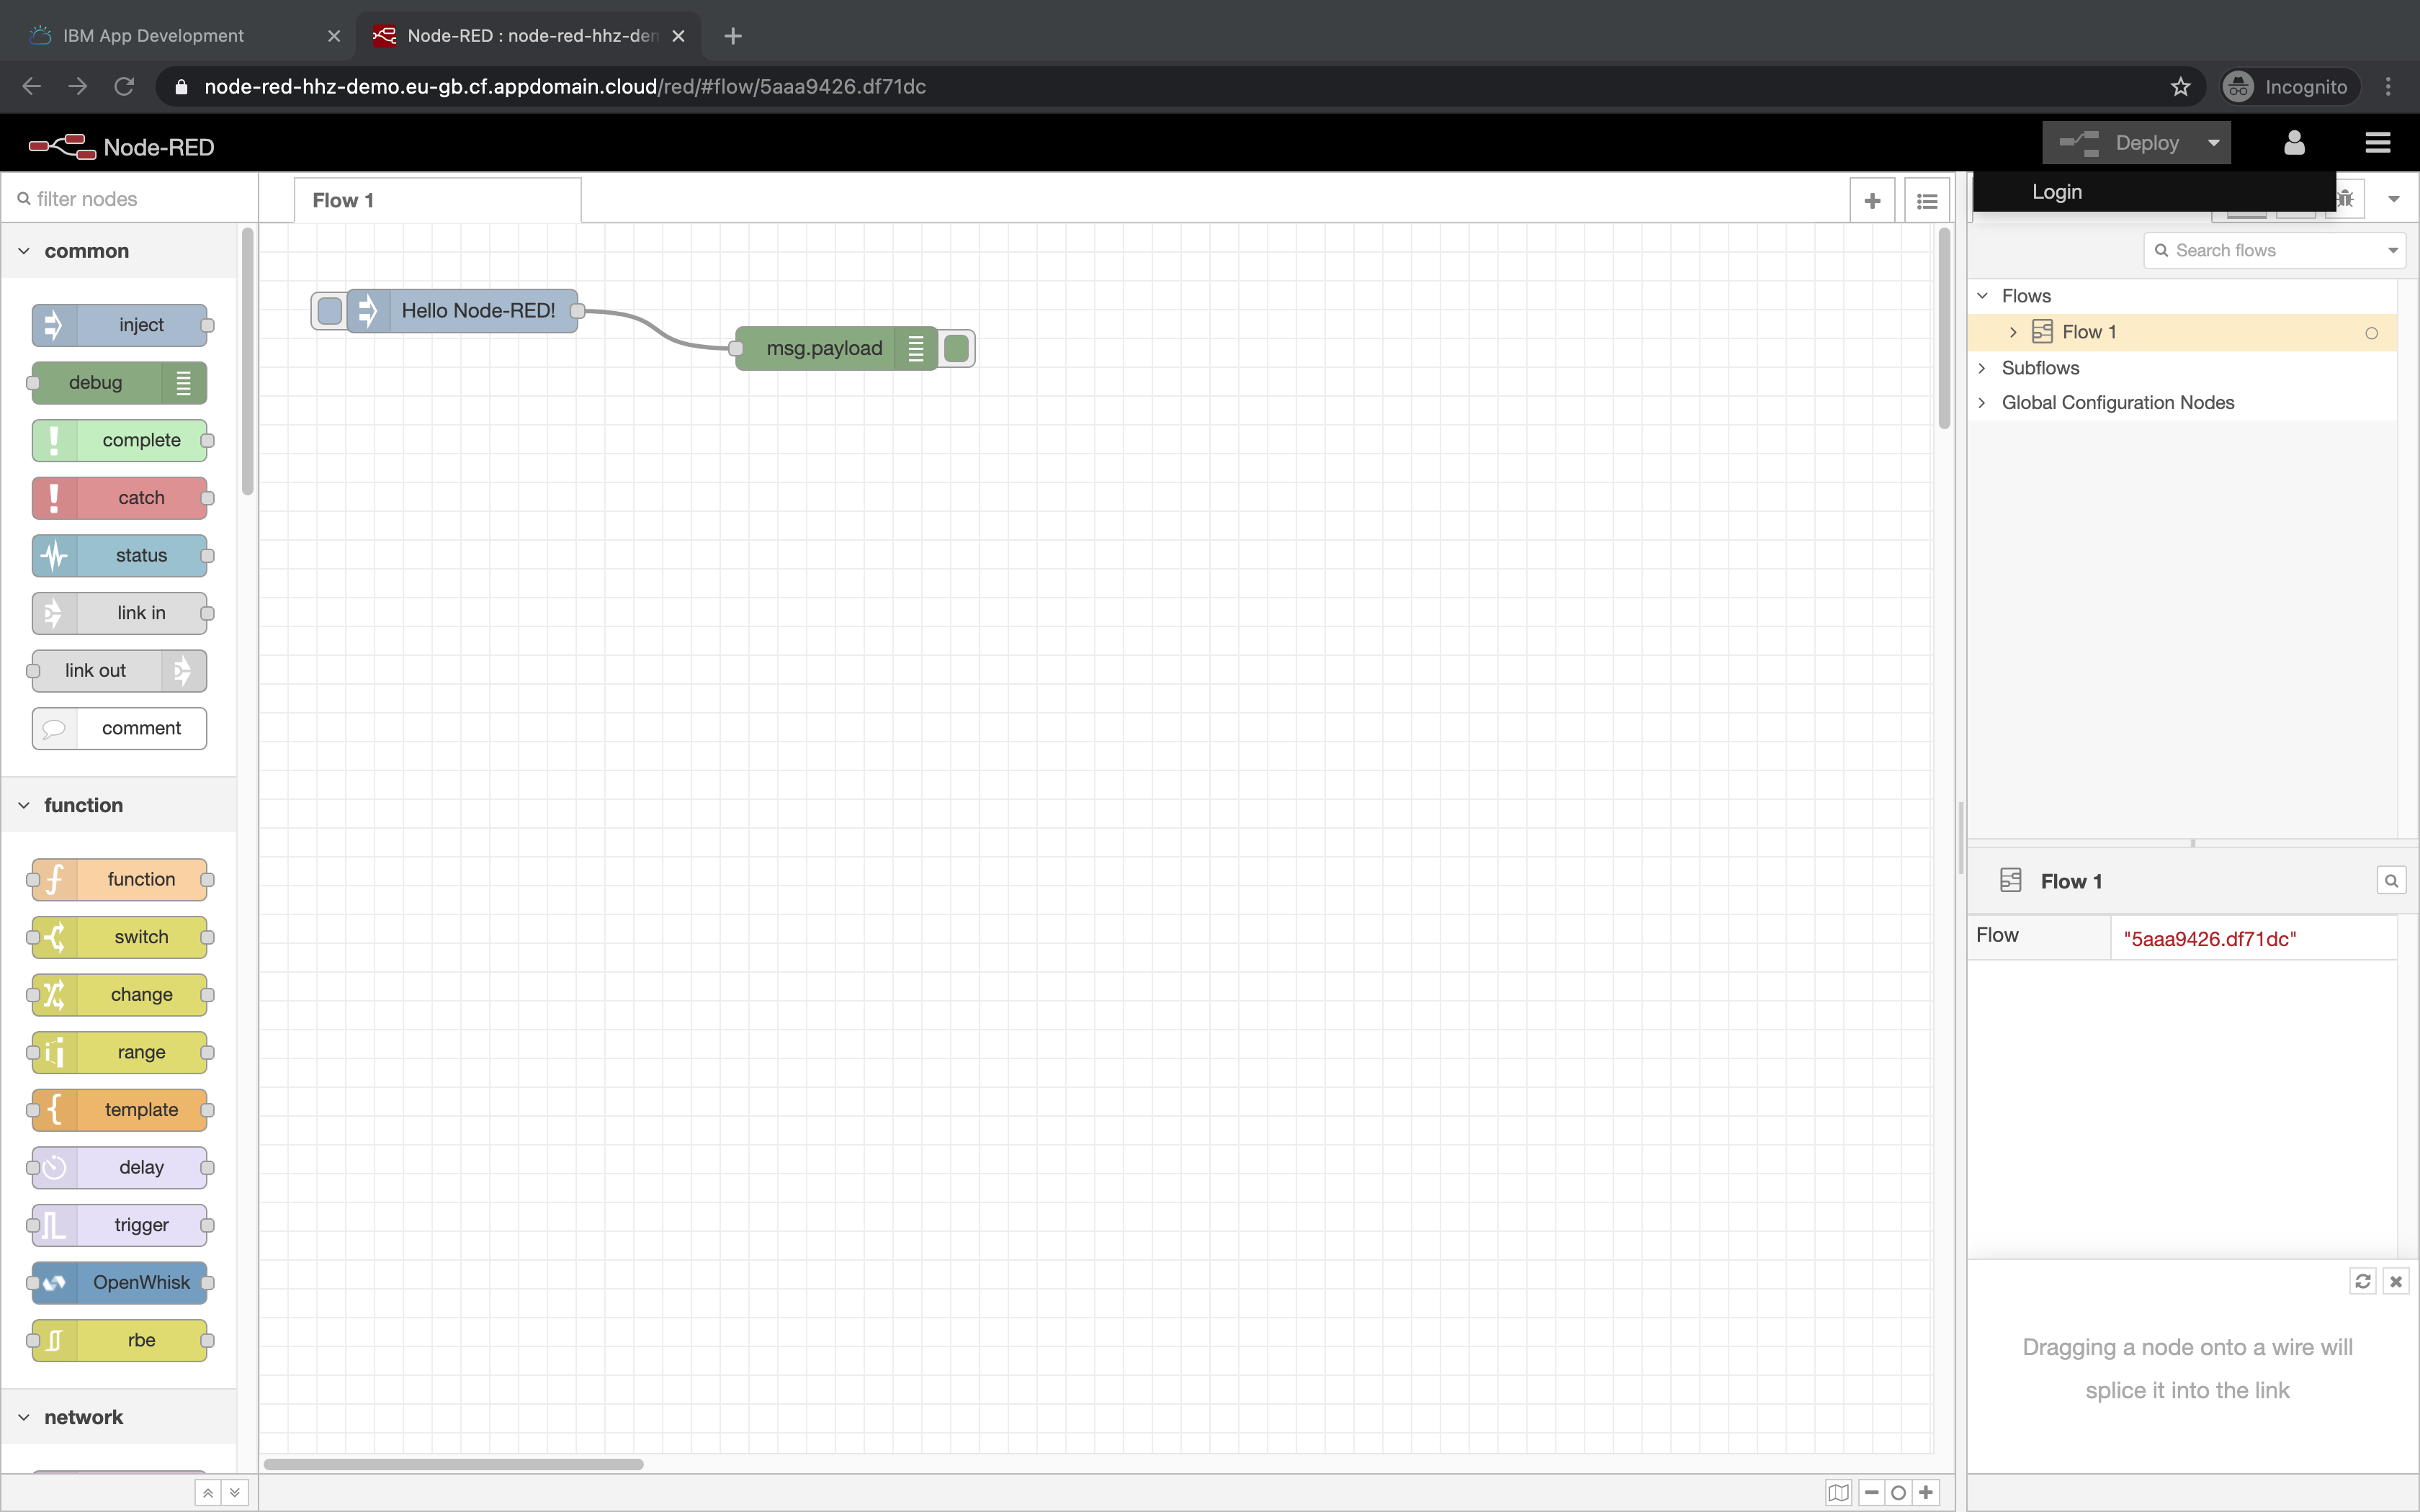 IBM App Development
Node-RED : node-red-hhz-den
node-red-hhz-demo.eu-gb.cf.appdomain.cloud/red/#flow/5aaa9426.df71dc
Incognito
Node-RED
Deploy
Login
filter nodes
Flow 1
Search flows
common
inject
debug
complete
catch
status
link in
link out
comment
function
function
switch
change
range
template
delay
trigger
OpenWhisk
rbe
network
Hello Node-RED!
msg.payload
Flows
Flow 1
Subflows
Global Configuration Nodes
Flow 1
Flow
"5aaa9426.df71dc"
Dragging a node onto a wire will
splice it into the link